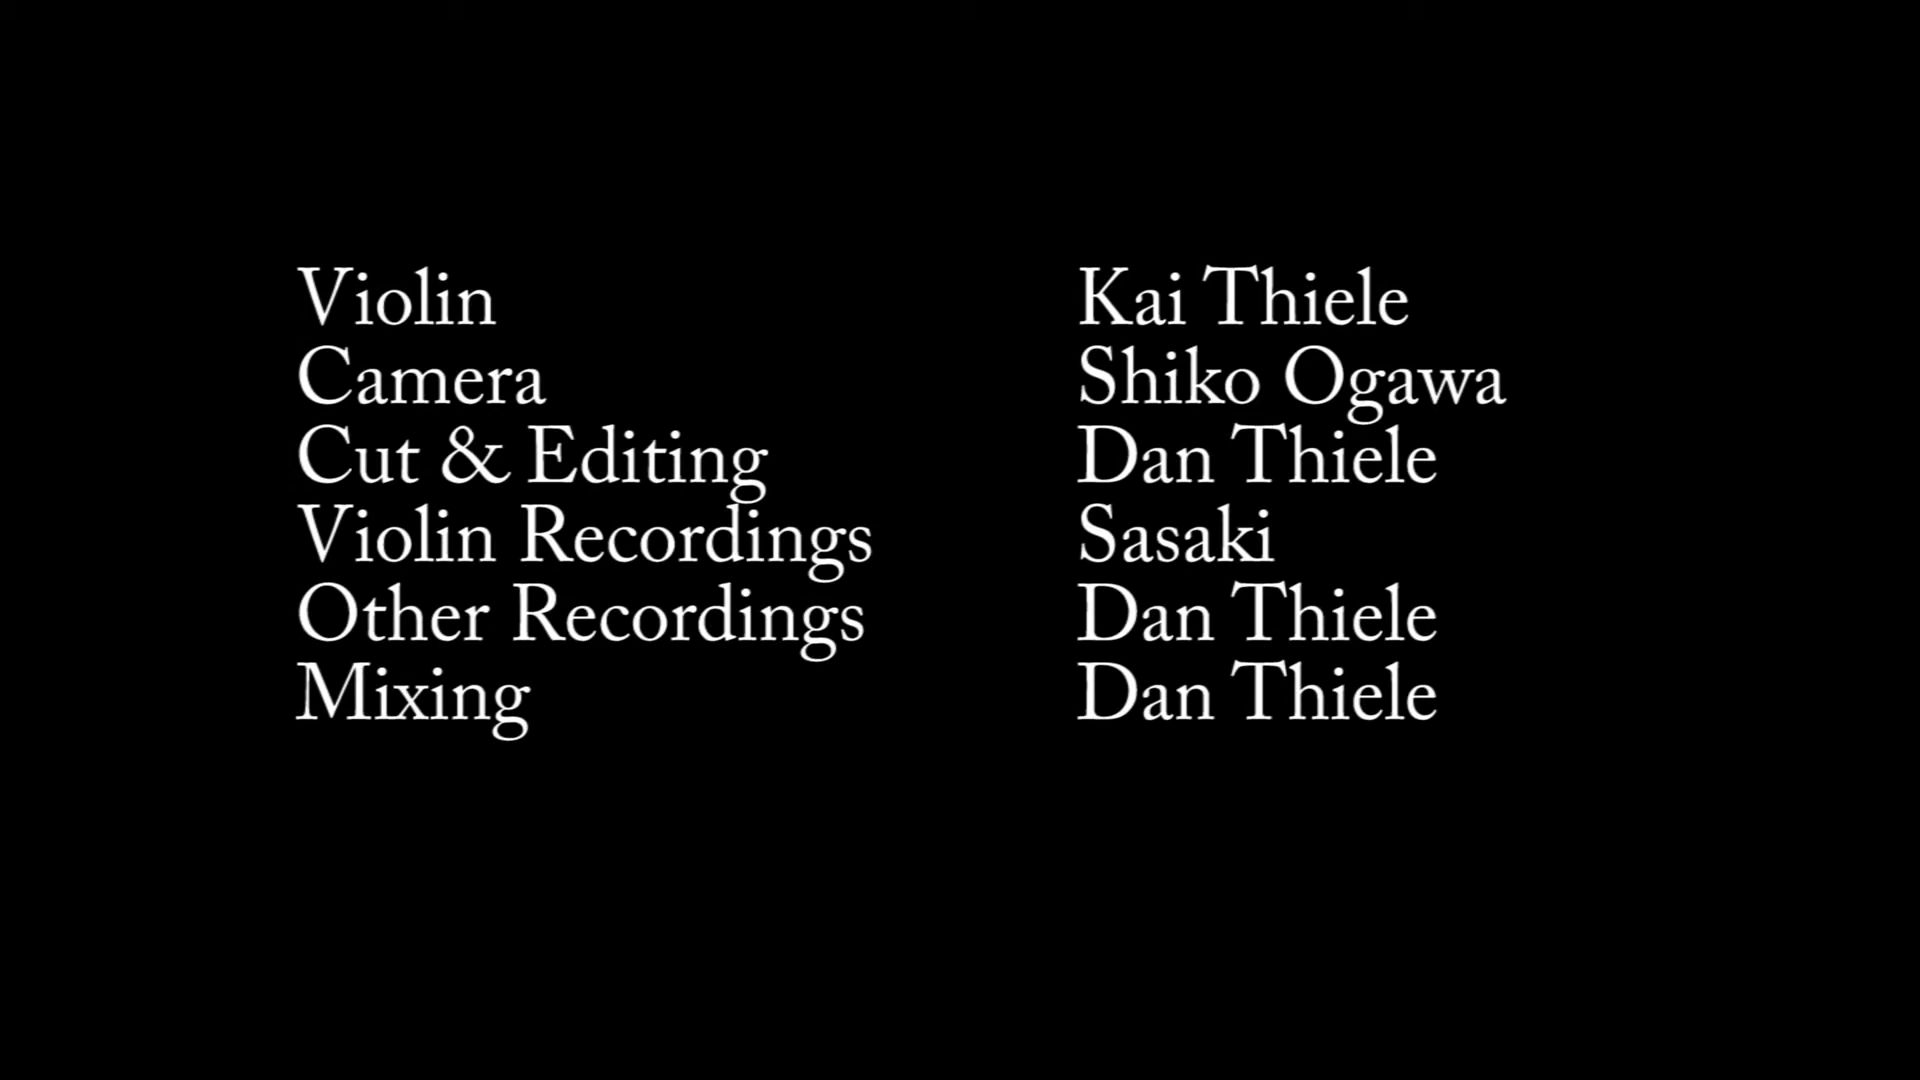 Violin Kai Thiele
Camera Shiko Ogawa
Cut & Editing Dan Thiele
Violin Recordings Sasaki
Other Recordings Dan Thiele
Mixing Dan Thiele